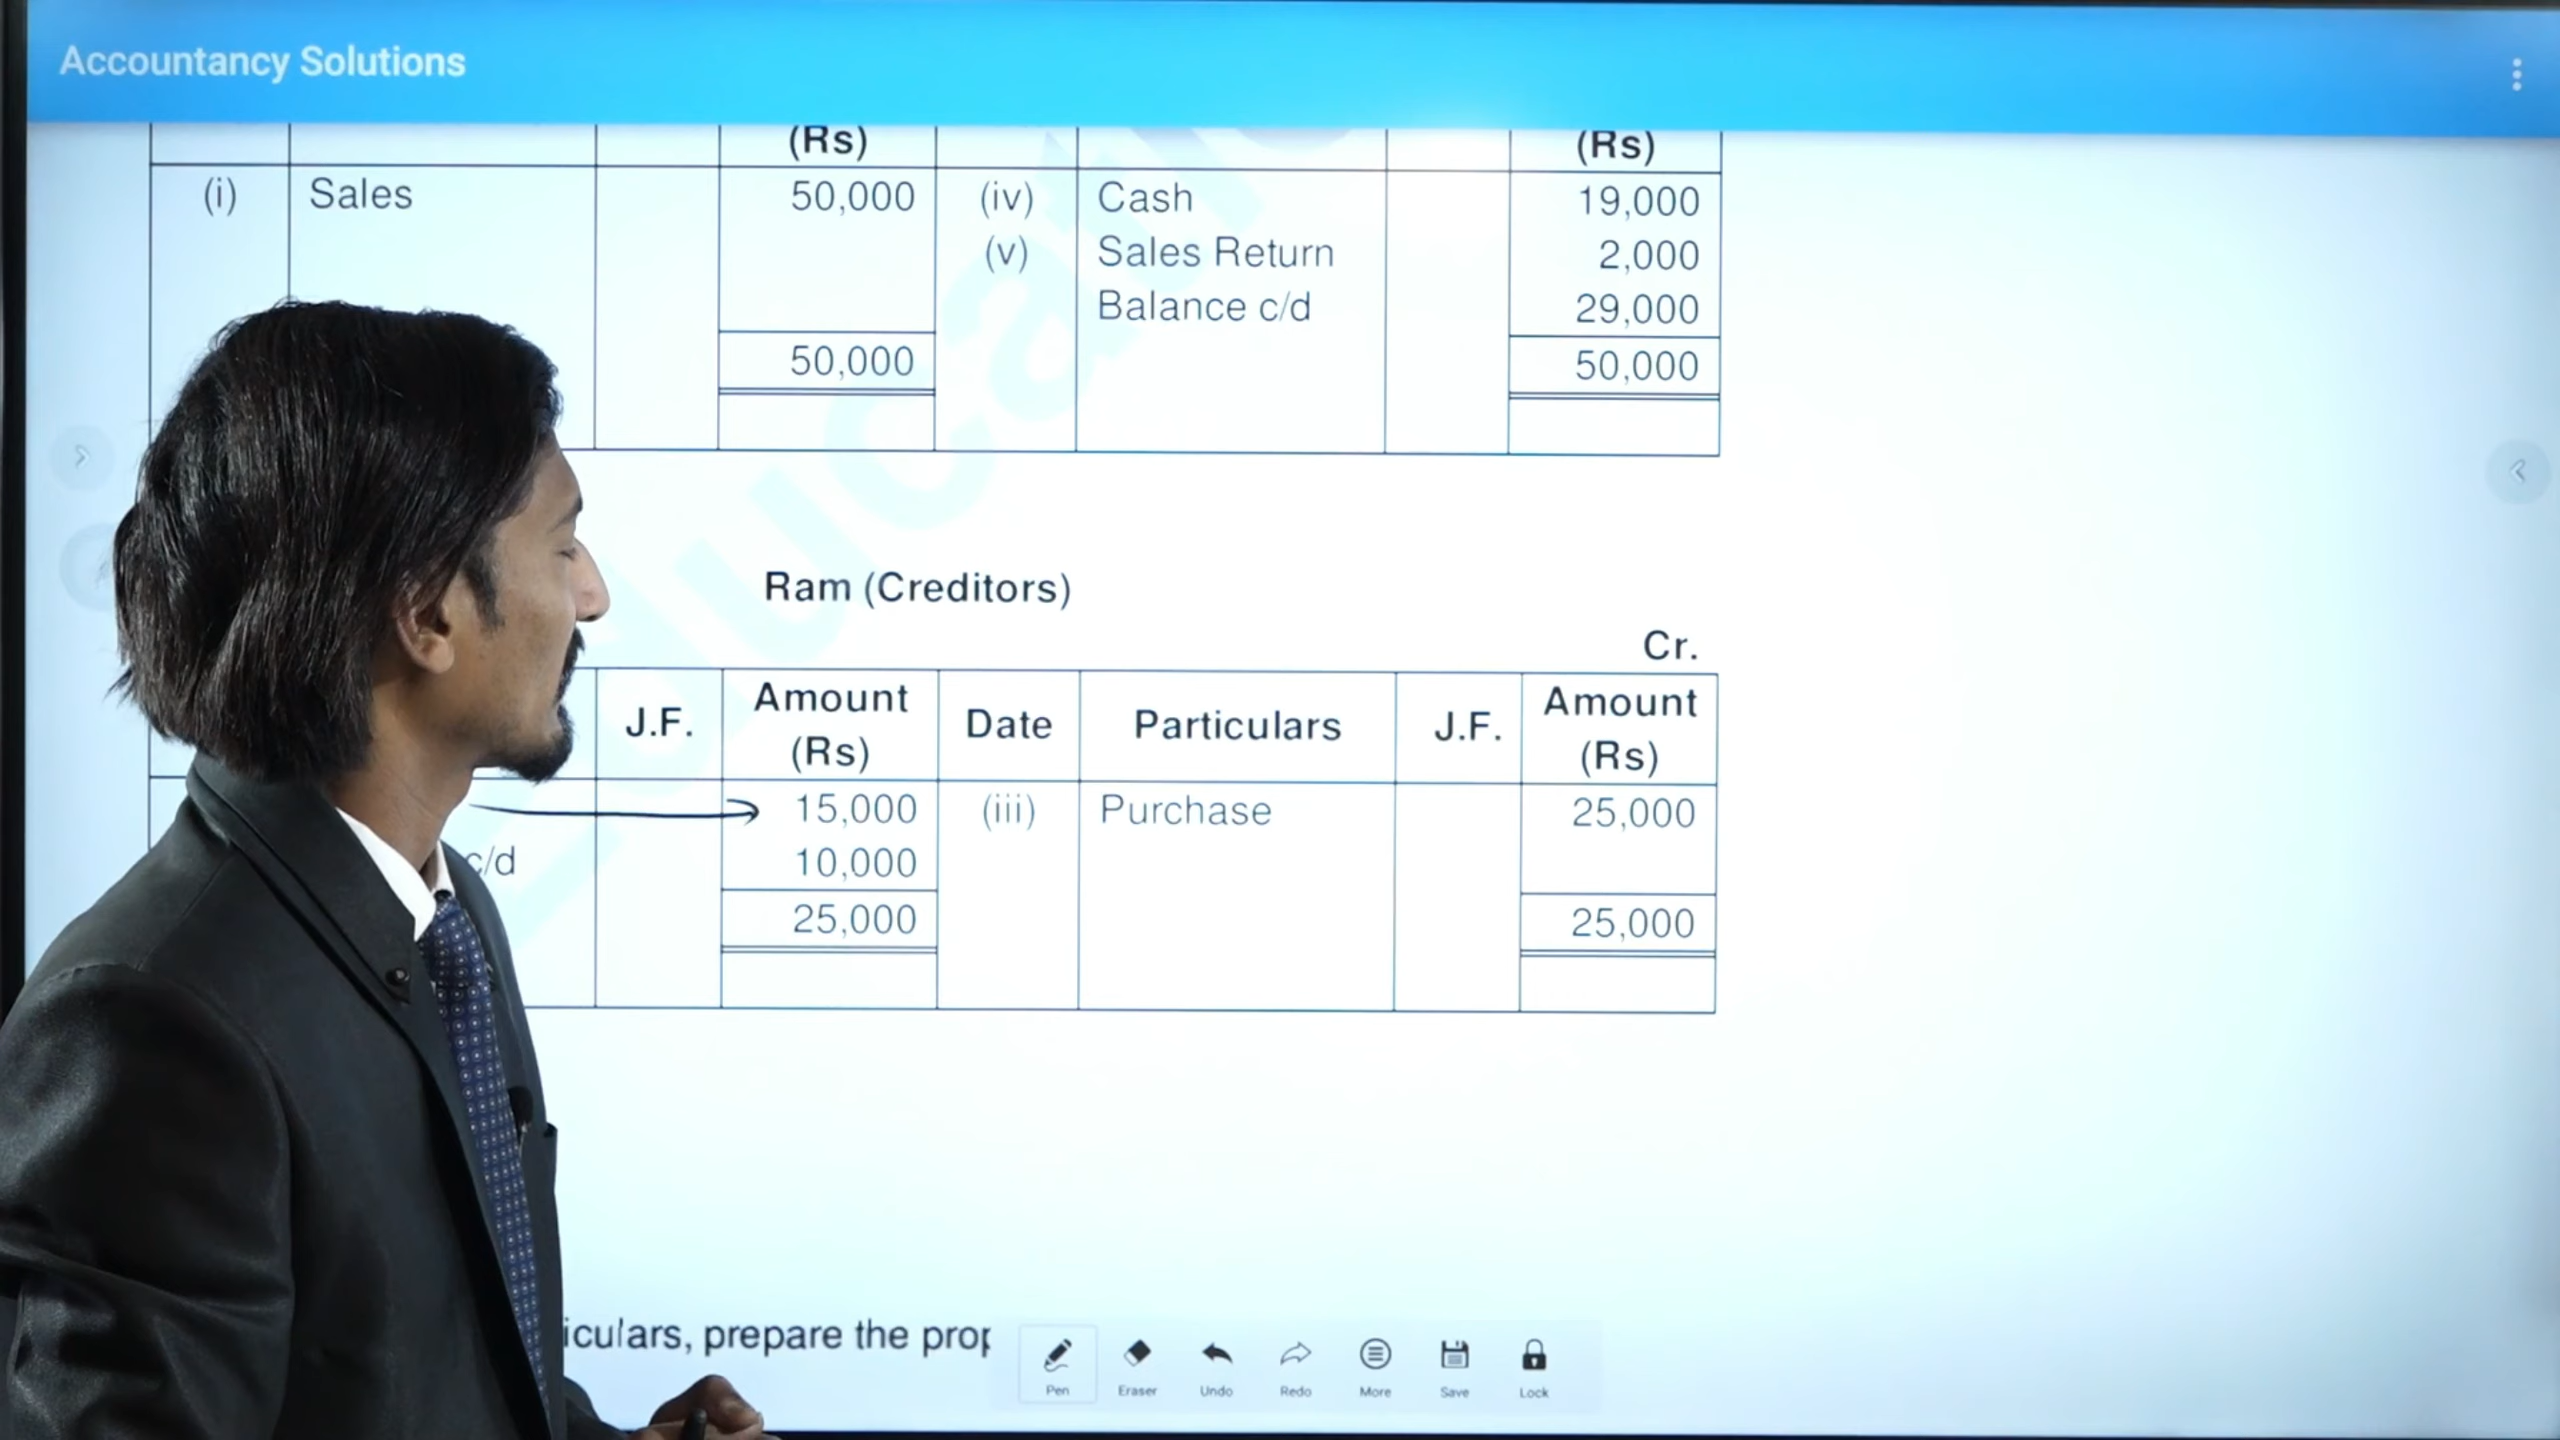 Accountancy Solutions
(Rs) (Rs)
(i) Sales 50,000 (iv) Cash 19,000
(v) Sales Return 2,000
Balance c/d 29,000
50,000 50,000
Ram (Creditors)
Cr.
J.F. Amount (Rs) Date Particulars J.F. Amount (Rs)
15,000 (iii) Purchase 25,000
c/d 10,000
25,000 25,000
iculars, prepare the prop
Pen Eraser Undo Redo More Save Lock